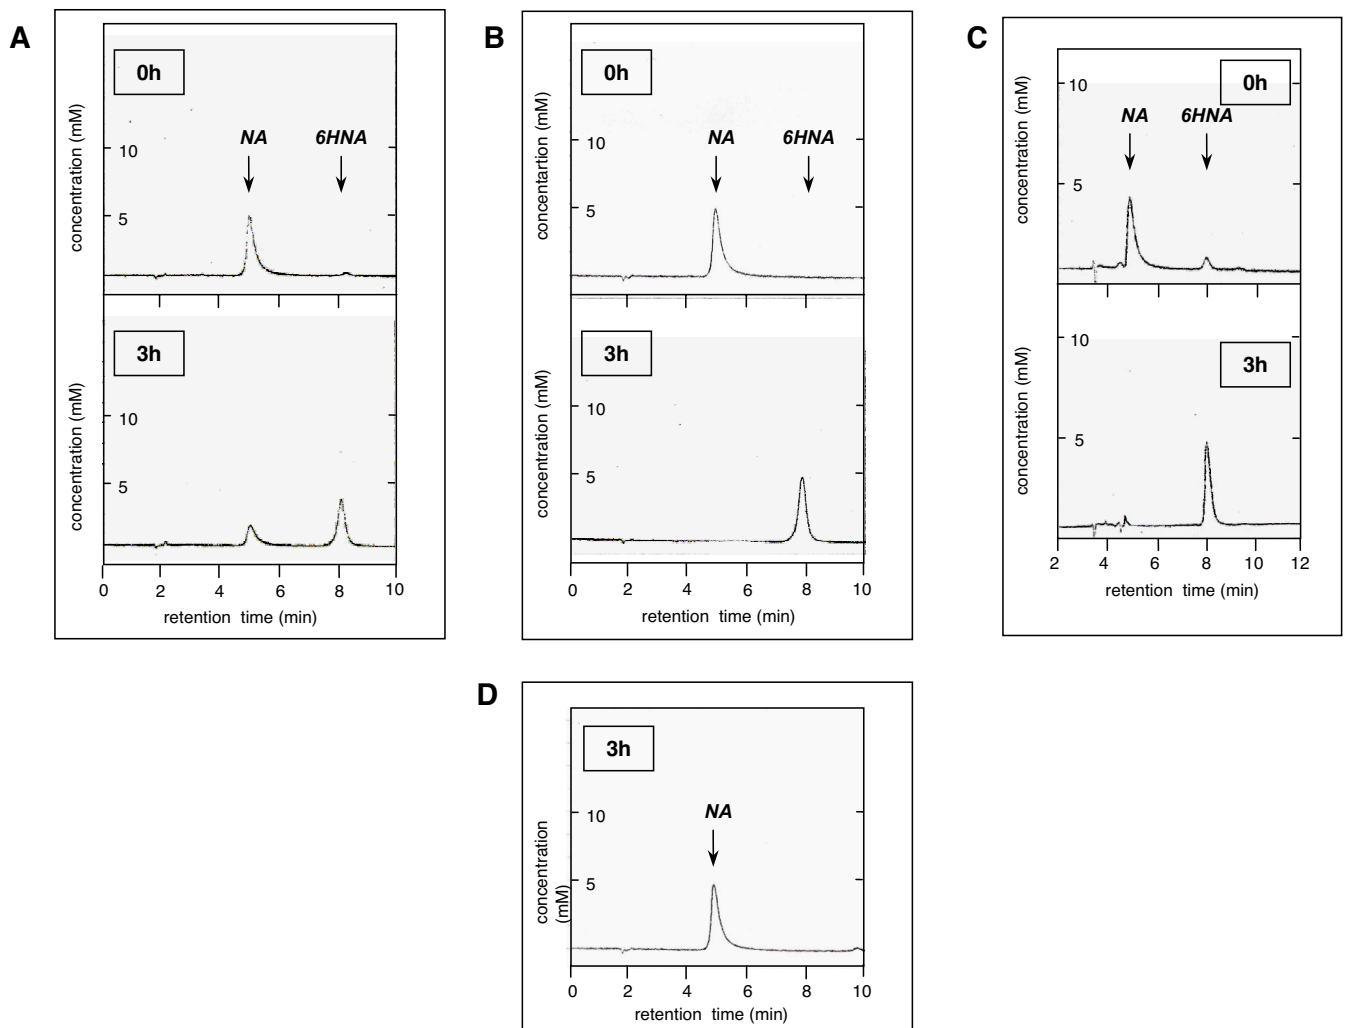 A
0h
NA
6HNA
10
5
concentration (mM)
3h
10
5
concentration (mM)
0 2 4 6 8 10
retention time (min)
B
0h
NA
6HNA
10
5
concentartion (mM)
3h
10
5
concentration (mM)
0 2 4 6 8 10
retention time (min)
C
10
0h
NA
6HNA
5
concentration (mM)
10
3h
5
concentration (mM)
2 4 6 8 10 12
retention time (min)
D
3h
NA
10
5
concentration
(mM)
0 2 4 6 8 10
retention time (min)